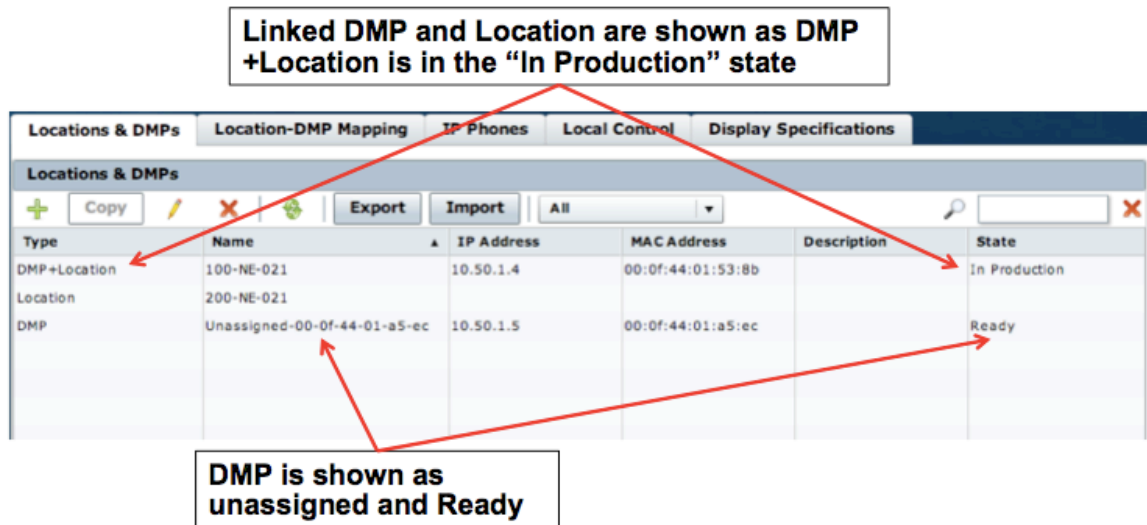 Linked DMP and Location are shown as DMP
+Location is in the “In Production” state
Locations & DMPs Location-DMP Mapping IP Phones Local Control Display Specifications
Locations & DMPs
Copy Export Import All
Type Name IP Address MAC Address Description State
DMP+Location 100-NE-021 10.50.1.4 00:0f:44:01:53:8b In Production
Location 200-NE-021
DMP Unassigned-00-0f-44-01-a5-ec 10.50.1.5 00:0f:44:01:a5:ec Ready
DMP is shown as
unassigned and Ready